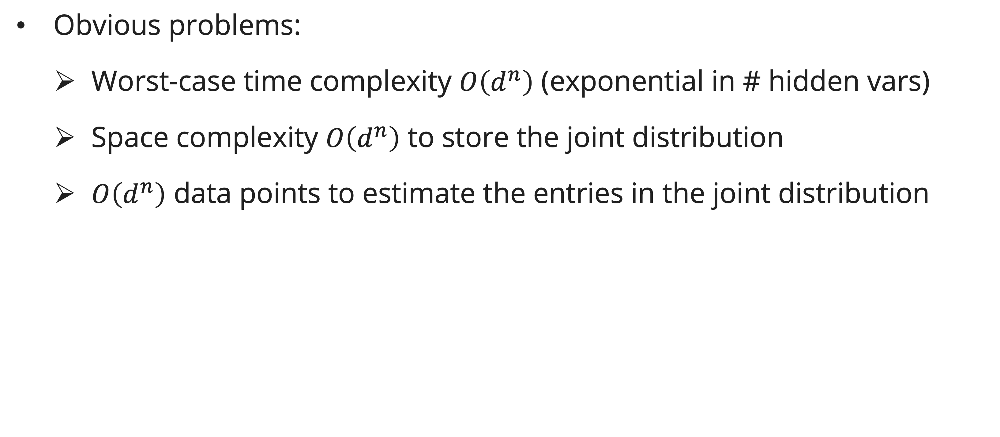 • Obvious problems:
➢ Worst-case time complexity 𝑂(𝑑ⁿ) (exponential in # hidden vars)
➢ Space complexity 𝑂(𝑑ⁿ) to store the joint distribution
➢ 𝑂(𝑑ⁿ) data points to estimate the entries in the joint distribution